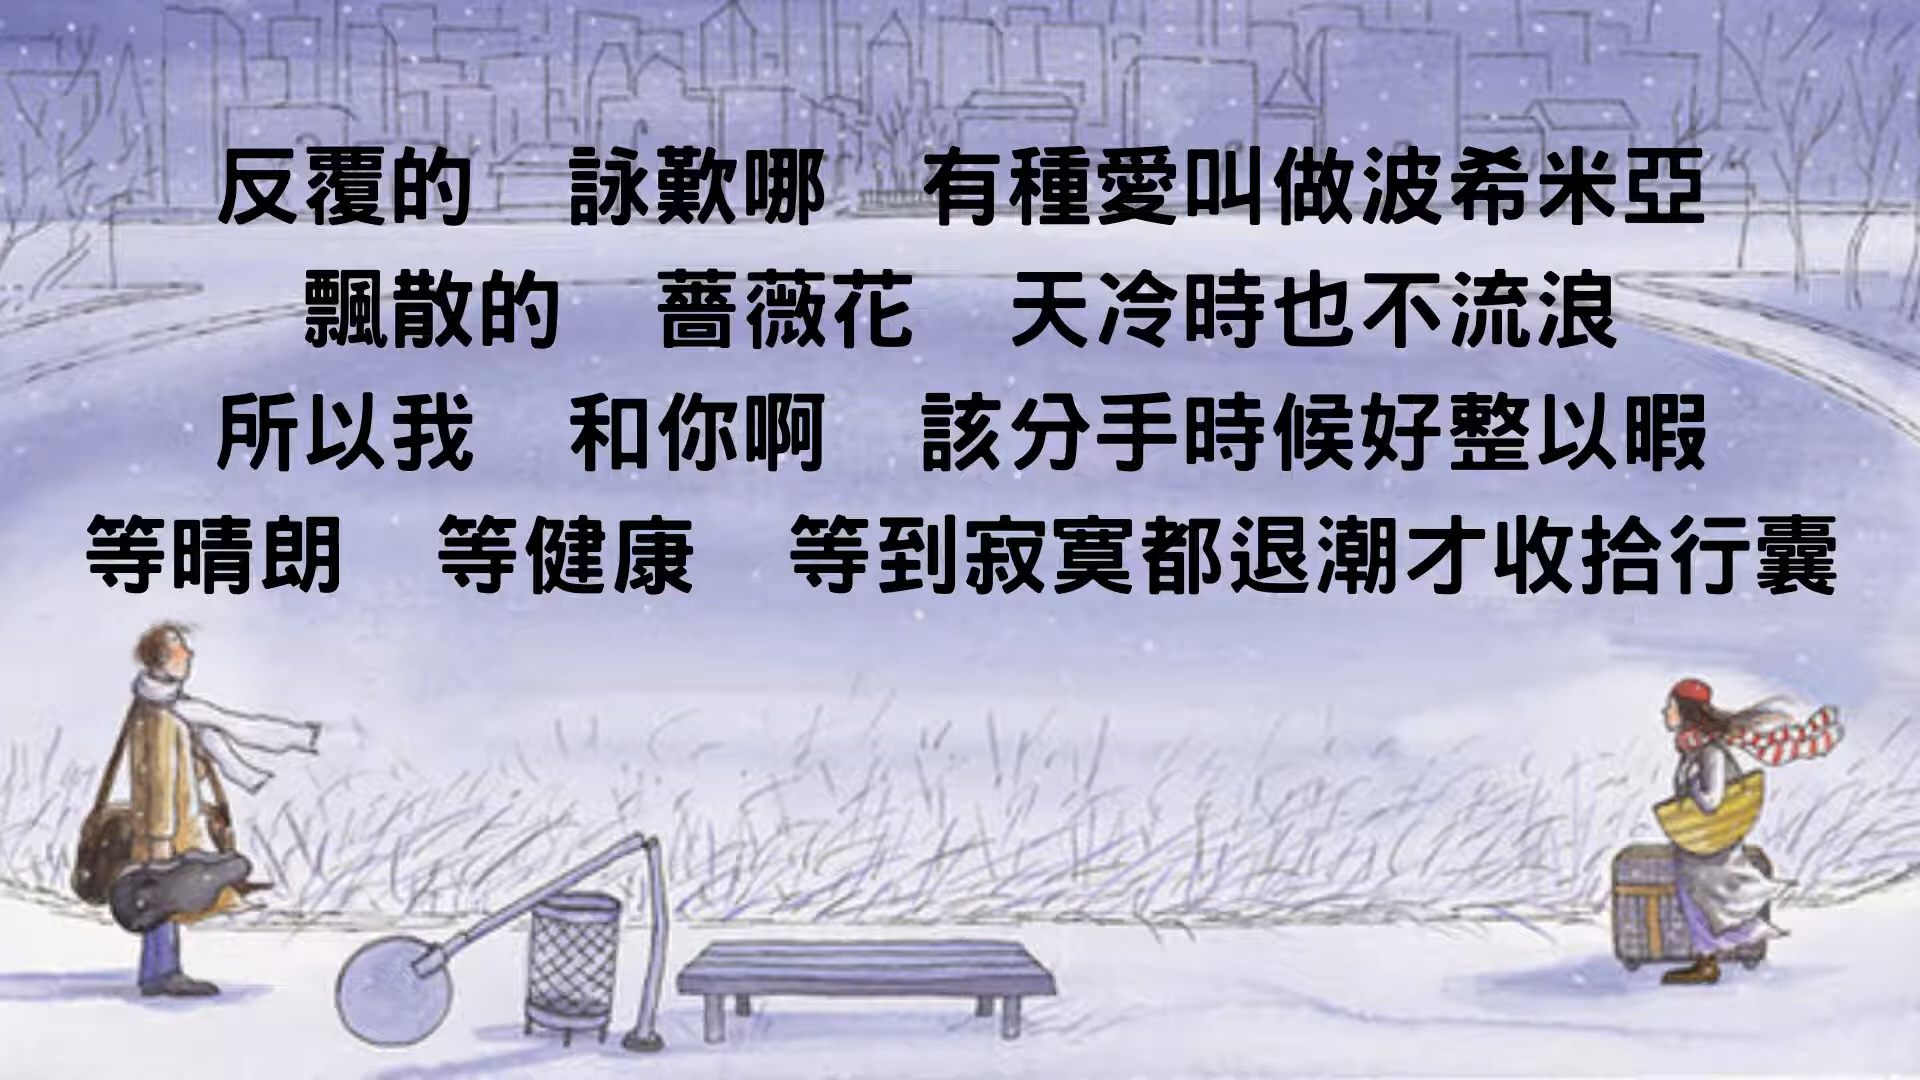 反覆的　詠歎哪　有種愛叫做波希米亞
飄散的　薔薇花　天冷時也不流浪
所以我　和你啊　該分手時候好整以暇
等晴朗　等健康　等到寂寞都退潮才收拾行囊